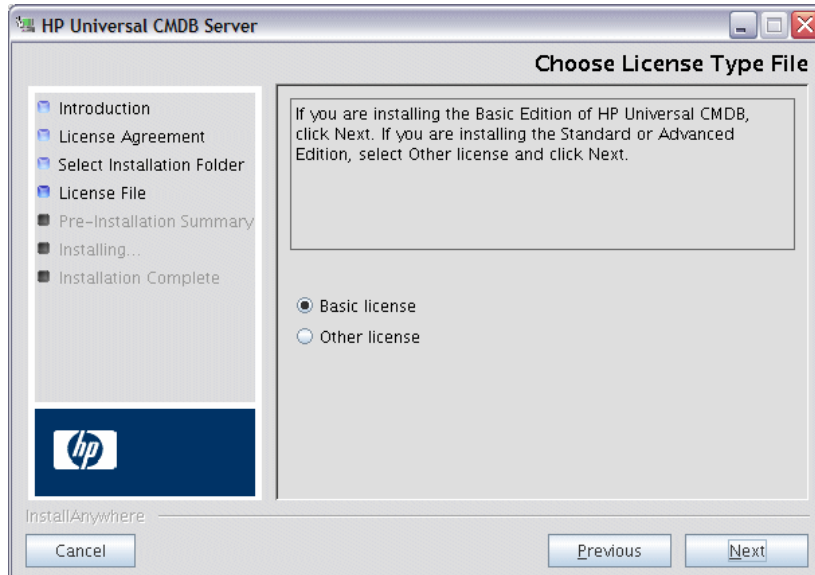 HP Universal CMDB Server
Choose License Type File
Introduction
License Agreement
Select Installation Folder
License File
Pre-Installation Summary
Installing...
Installation Complete
If you are installing the Basic Edition of HP Universal CMDB,
click Next. If you are installing the Standard or Advanced
Edition, select Other license and click Next.
Basic license
Other license
hp
InstallAnywhere
Cancel
Previous
Next